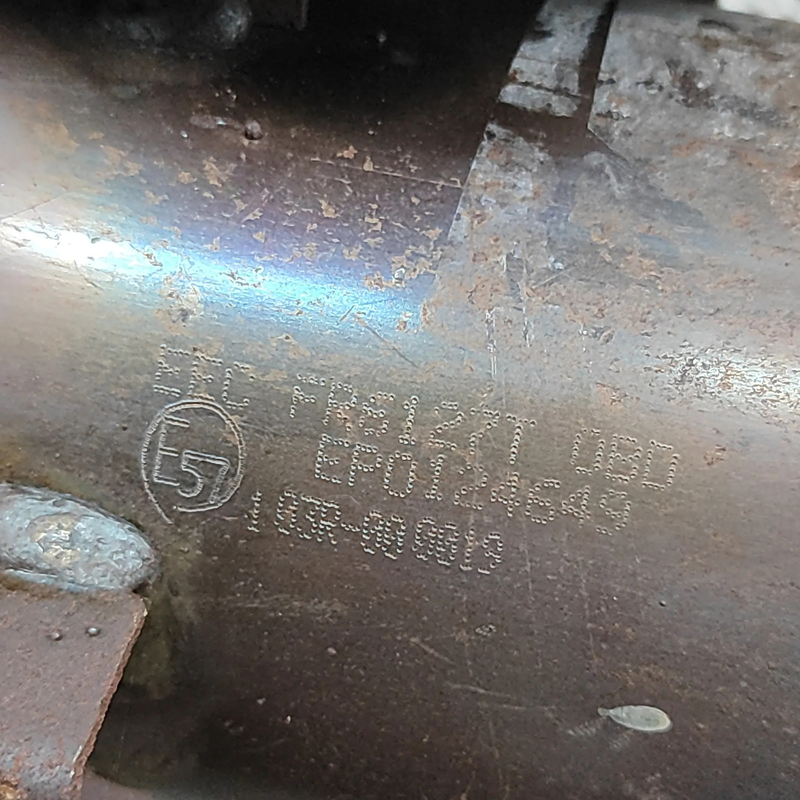 EEC FR6127T OBD
E57 EP0124649
103R-000019